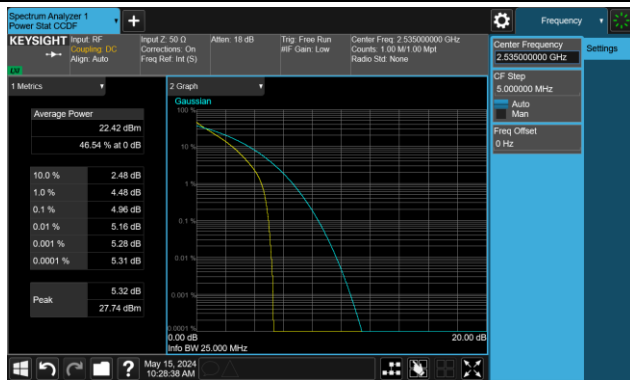 Spectrum Analyzer 1
Power Stat CCDF
Frequency
KEYSIGHT
Input: RF
Coupling: DC
Align: Auto
Input Z: 50 Ω
Corrections: On
Freq Ref: Int (S)
Atten: 18 dB
Trig: Free Run
#IF Gain: Low
Center Freq: 2.535000000 GHz
Counts: 1.00 M/1.00 Mpt
Radio Std: None
Center Frequency
2.535000000 GHz
Settings
CF Step
5.000000 MHz
Auto
Man
Freq Offset
0 Hz
1 Metrics
Average Power
22.42 dBm
46.54 % at 0 dB
10.0 % 2.48 dB
1.0 % 4.48 dB
0.1 % 4.96 dB
0.01 % 5.16 dB
0.001 % 5.28 dB
0.0001 % 5.31 dB
Peak
5.32 dB
27.74 dBm
2 Graph
Gaussian
100 %
10 %
1 %
0.1 %
0.01 %
0.001 %
0.0001 %
0.00 dB
20.00 dB
Info BW 25.000 MHz
May 15, 2024
10:28:38 AM